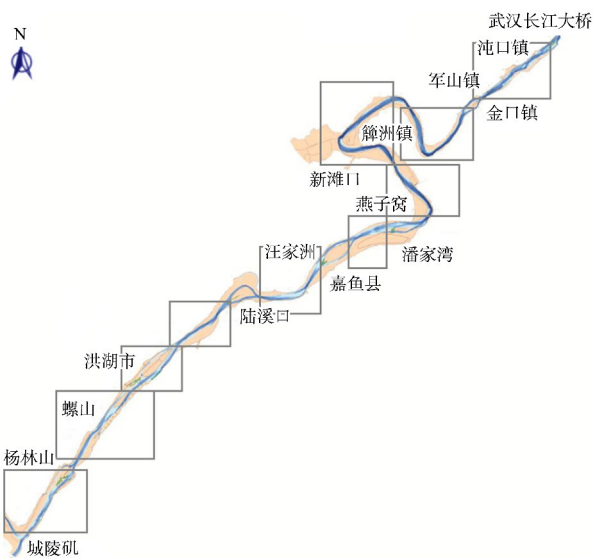 武汉长江大桥
N
沌口镇
军山镇
金口镇
簰洲镇
新滩口
燕子窝
汪家洲
潘家湾
嘉鱼县
陆溪口
洪湖市
螺山
杨林山
城陵矶